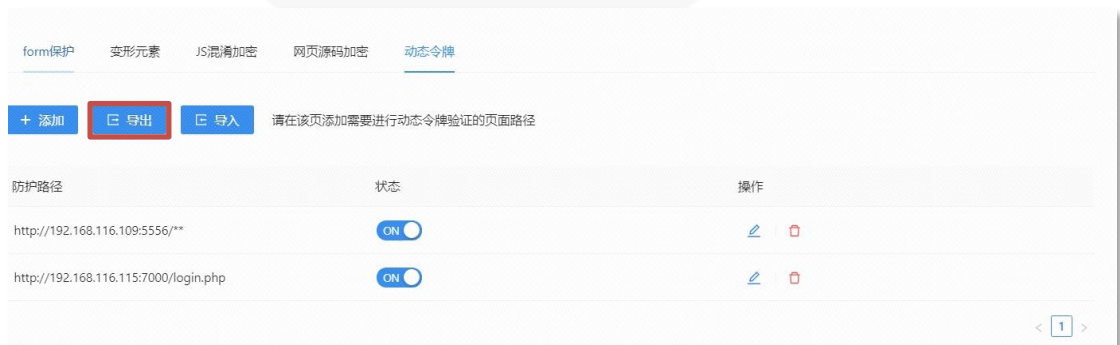 form保护 变形元素 JS混淆加密 网页源码加密 动态令牌
+ 添加 导出 导入 请在该页添加需要进行动态令牌验证的页面路径
防护路径 状态 操作
http://192.168.116.109:5556/** ON
http://192.168.116.115:7000/login.php ON
< 1 >